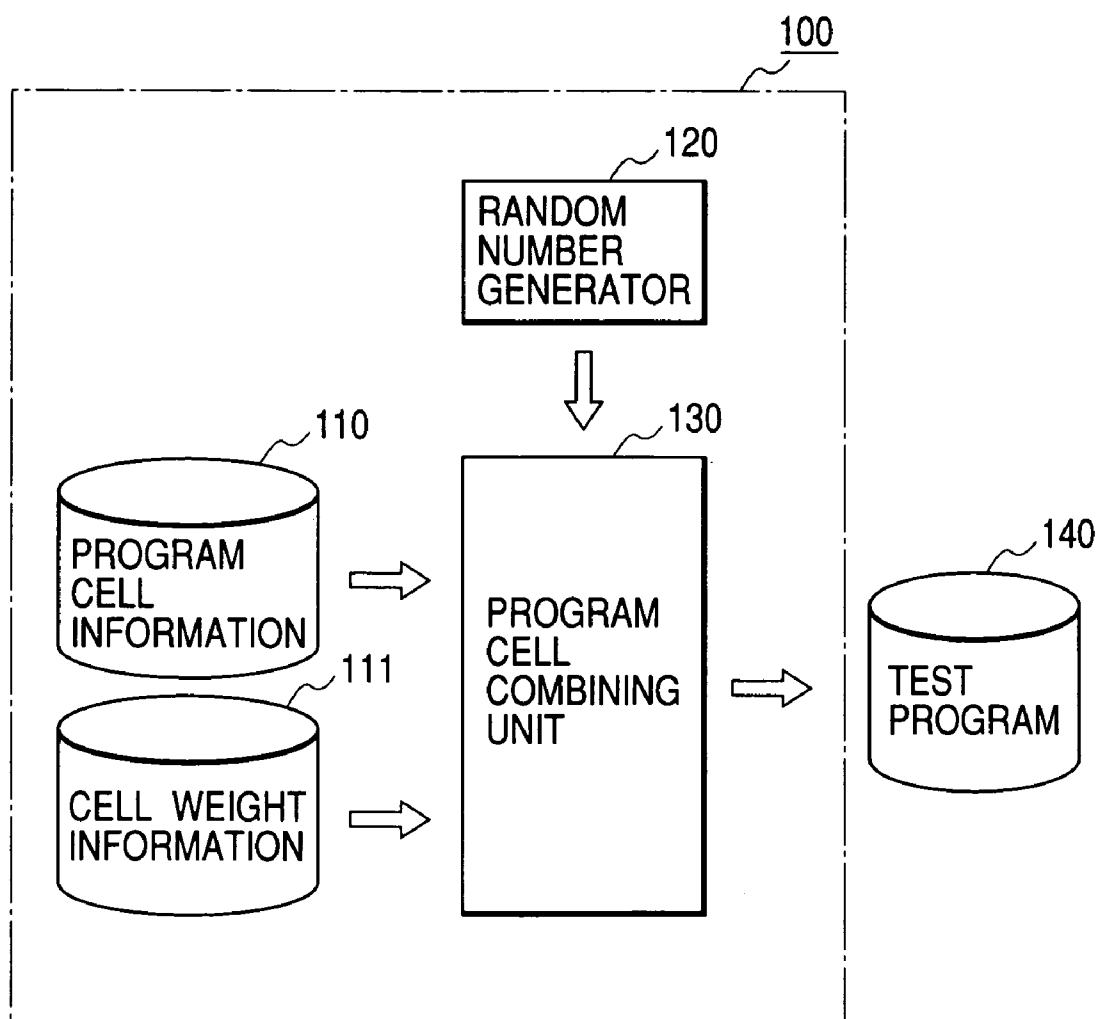 100
120
RANDOM
NUMBER
GENERATOR
110
PROGRAM
CELL
INFORMATION
130
PROGRAM
CELL
COMBINING
UNIT
140
TEST
PROGRAM
111
CELL WEIGHT
INFORMATION